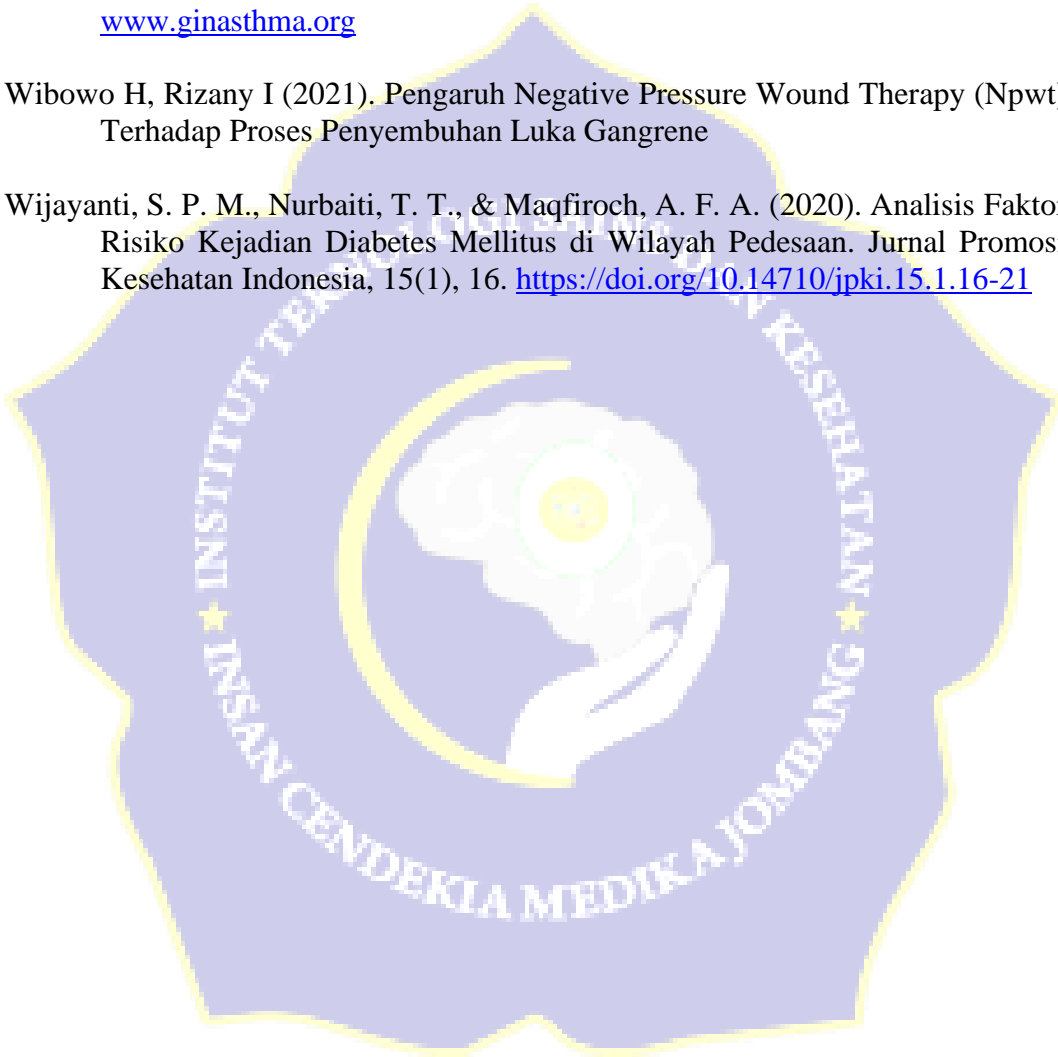 www.ginasthma.org
Wibowo H, Rizany I (2021). Pengaruh Negative Pressure Wound Therapy (Npwt)
Terhadap Proses Penyembuhan Luka Gangrene
Wijayanti, S. P. M., Nurbaiti, T. T., & Maqfiroch, A. F. A. (2020). Analisis Faktor
Risiko Kejadian Diabetes Mellitus di Wilayah Pedesaan. Jurnal Promosi
Kesehatan Indonesia, 15(1), 16. https://doi.org/10.14710/jpki.15.1.16-21
INSTITUT TEKNOLOGI SAINS DAN KESEHATAN
INSAN CENDEKIA MEDIKA JOMBANG